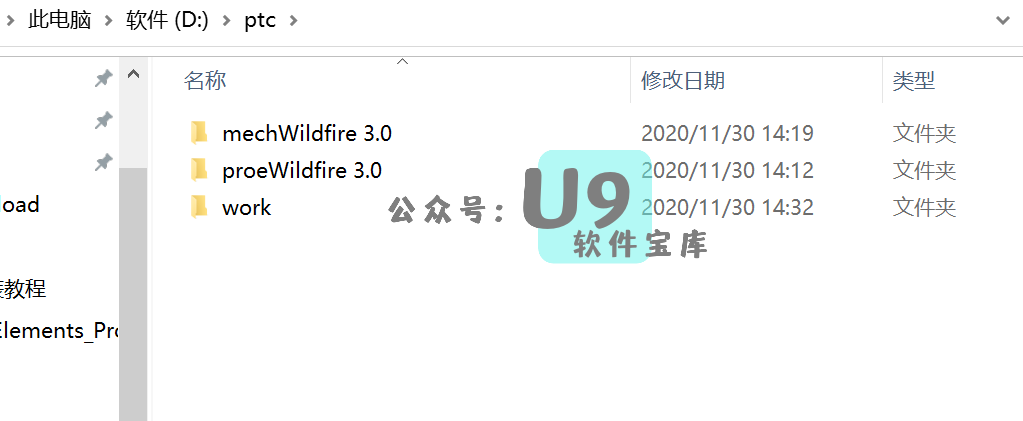 此电脑 > 软件 (D:) > ptc >
名称 修改日期 类型
mechWildfire 3.0 2020/11/30 14:19 文件夹
proeWildfire 3.0 2020/11/30 14:12 文件夹
work 2020/11/30 14:32 文件夹
公众号：U9
软件宝库
load
教程
Elements_Pro